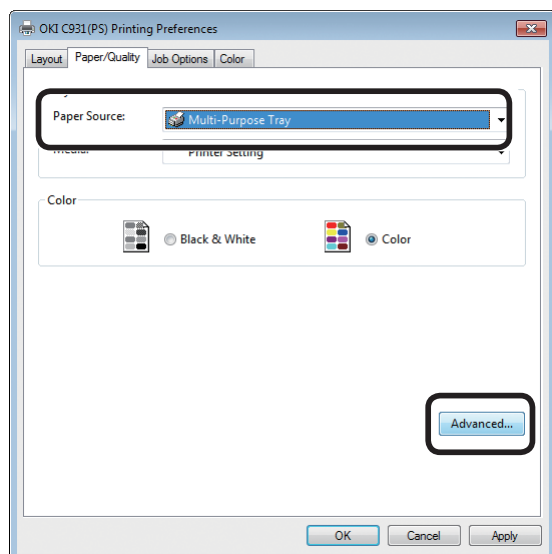 OKI C931(PS) Printing Preferences
Layout Paper/Quality Job Options Color
Paper Source: Multi-Purpose Tray
Media: Printer Setting
Color
Black & White Color
Advanced...
OK Cancel Apply